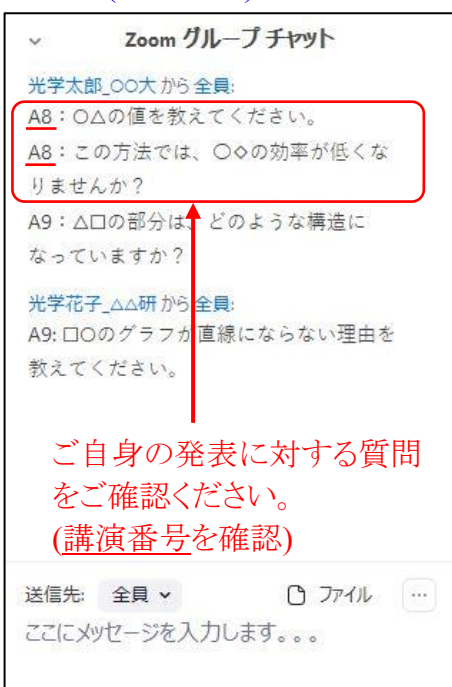 Zoom グループ チャット
光学太郎_〇〇大 から 全員:
A8：〇△の値を教えてください。
A8：この方法では、〇◇の効率が低くな
りませんか？
A9：△□の部分は、どのような構造に
なっていますか？
光学花子_△△研 から 全員:
A9: □〇のグラフが直線にならない理由を
教えてください。
ご自身の発表に対する質問
をご確認ください。
(講演番号を確認)
送信先: 全員 ファイル ...
ここにメッセージを入力します。。。